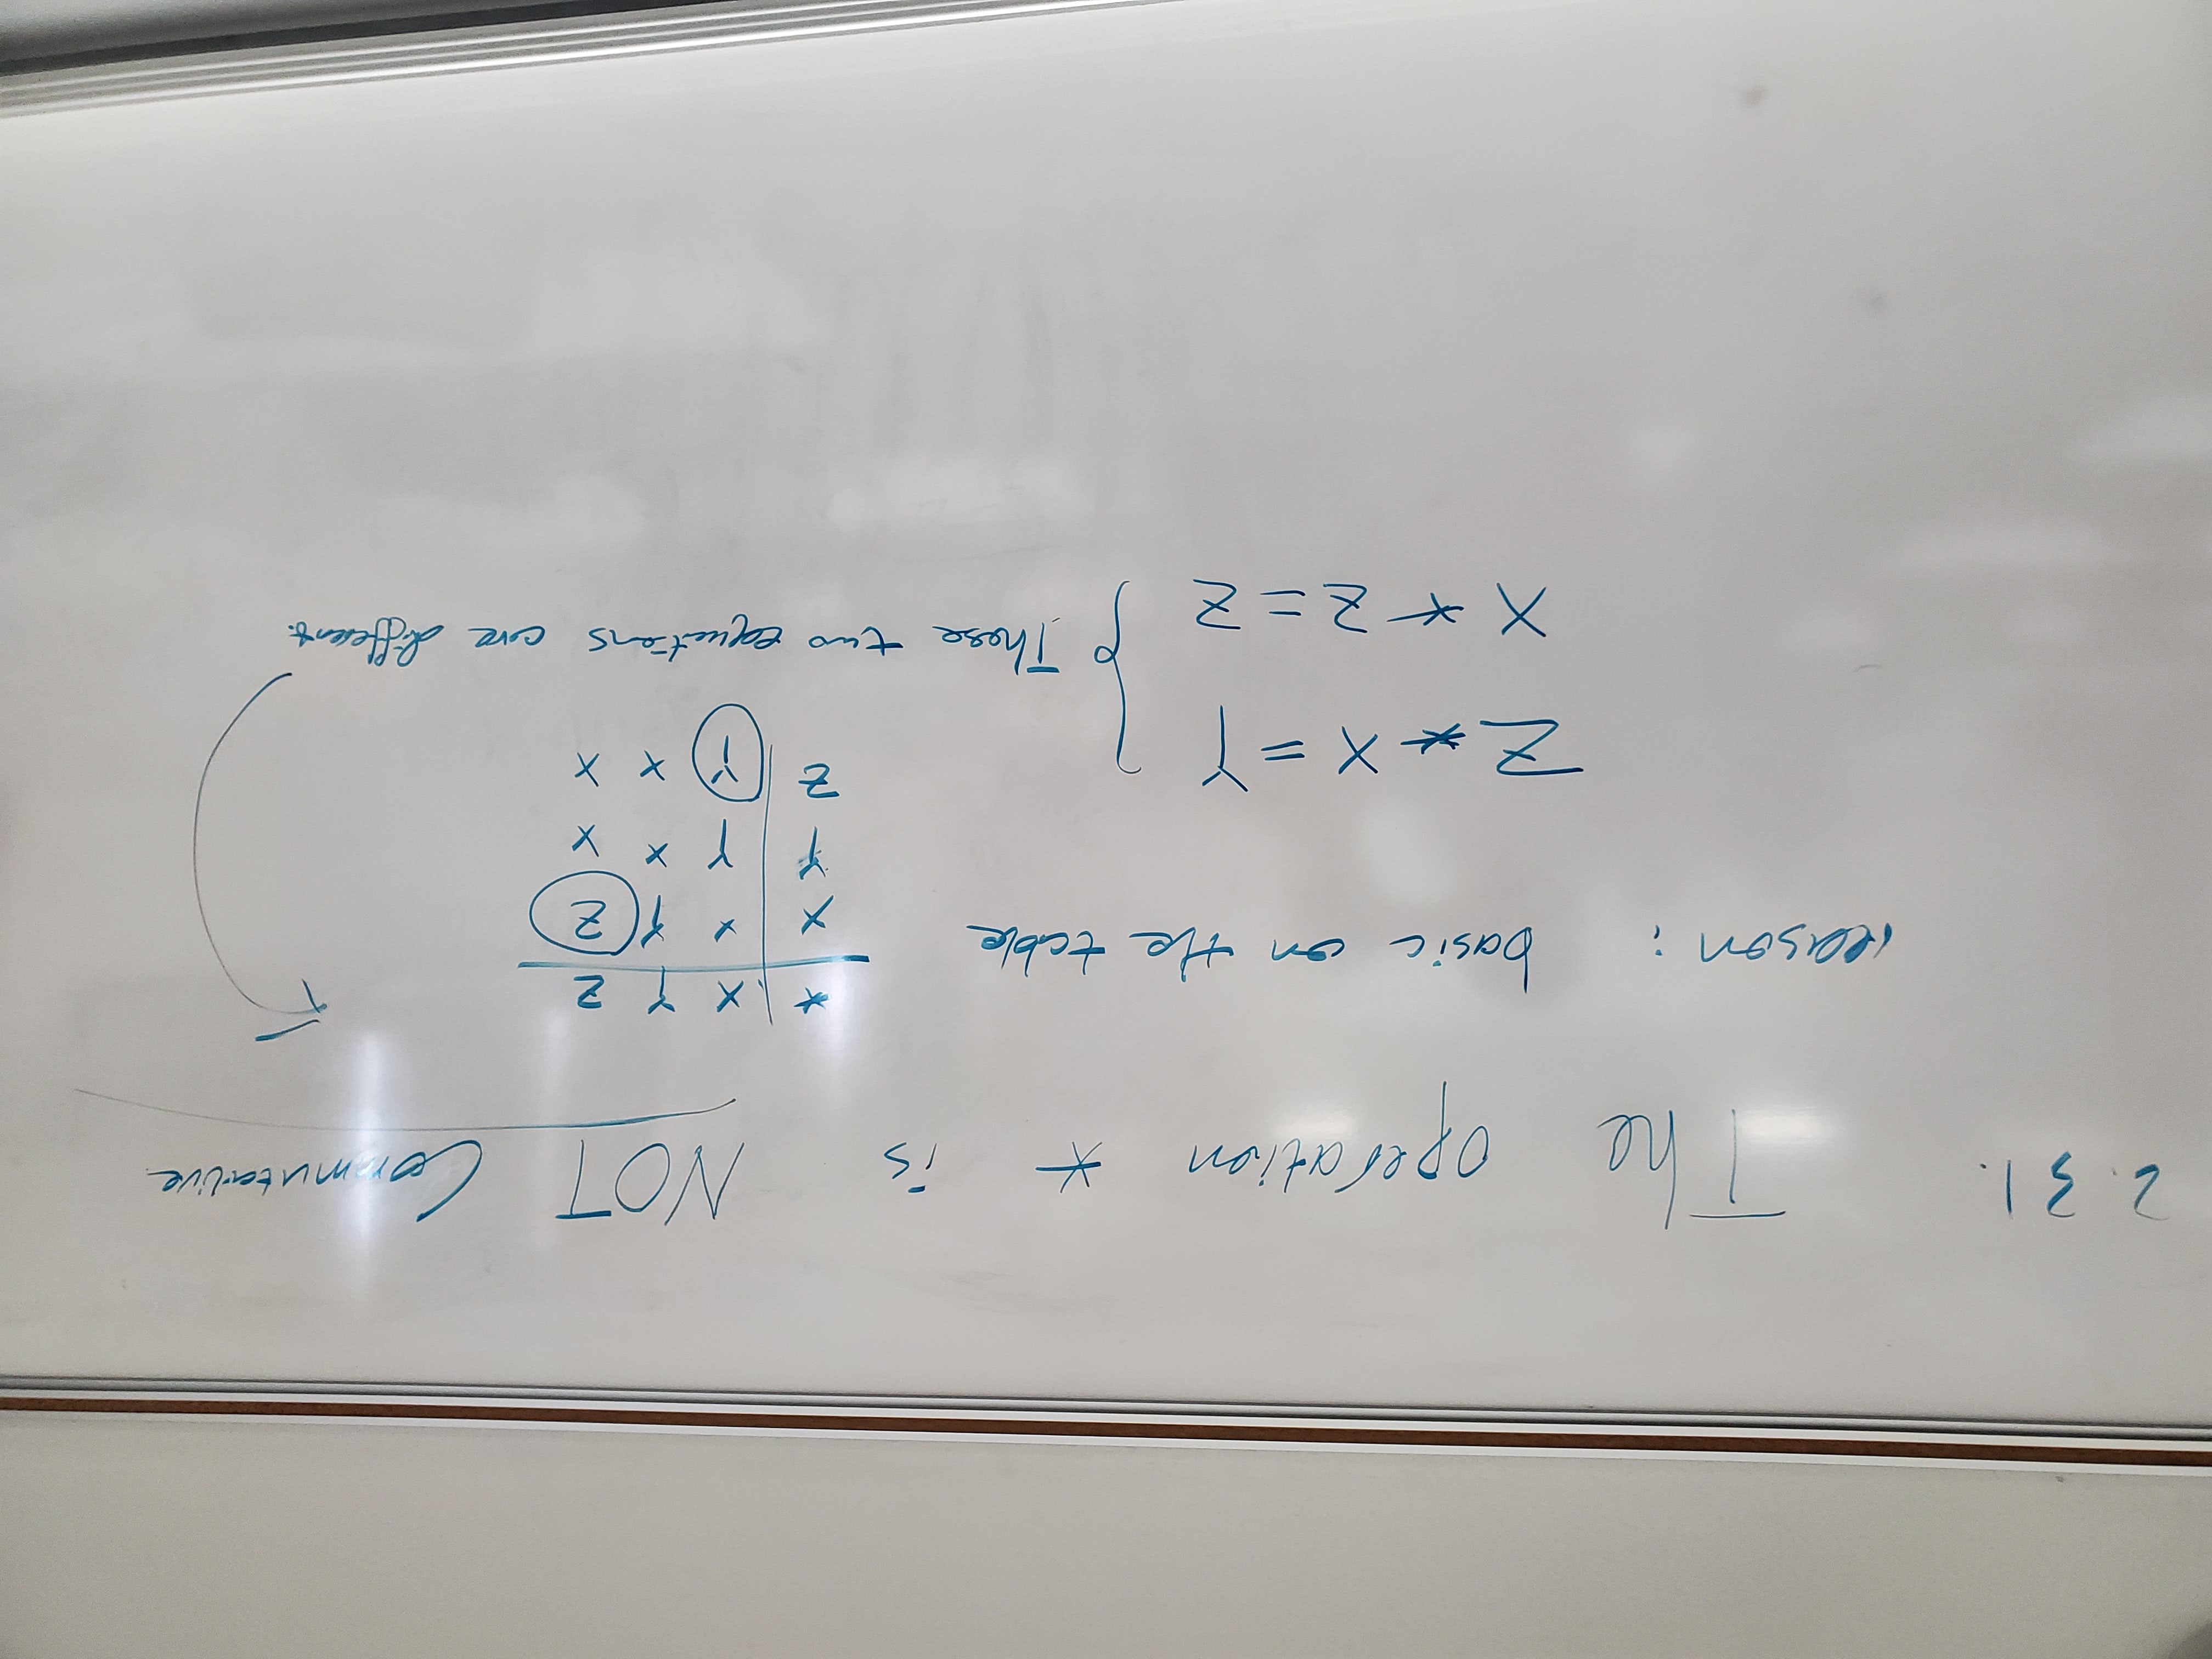 2.31. The operation * is NOT Commutative
reason: basic on the table
* X Y Z
X X Y Z
Y Y X X
Z Y X X
Z * X = Y
X * Z = Z
These two equations are different.